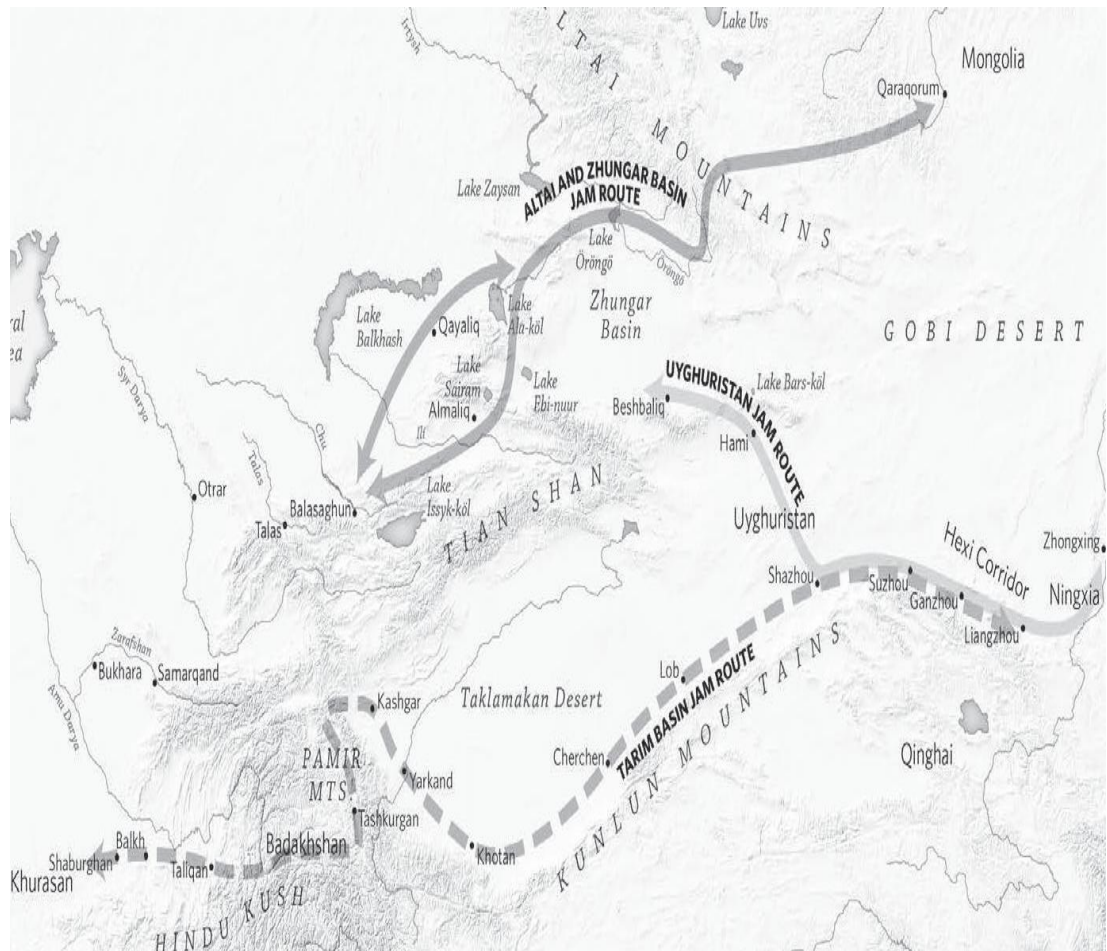 Irtysh
ALTAI MOUNTAINS
Lake Uvs
Mongolia
Qaraqorum
Lake Zaysan
ALTAI AND ZHUNGAR BASIN
JAM ROUTE
Lake
Öröngö
Öröngö
Zhungar
Basin
GOBI DESERT
Lake
Balkhash
Qayaliq
Lake
Ala-köl
Lake
Sairam
Lake
Ebi-nuur
Almaliq
Ili
UYGHURISTAN JAM ROUTE
Lake Bars-köl
Beshbaliq
Hami
Uyghuristan
ral
ea
Syr Darya
Chu
Talas
Otrar
Balasaghun
Talas
Lake
Issyk-köl
TIAN SHAN
Shazhou
Suzhou
Ganzhou
Liangzhou
Hexi Corridor
Zhongxing
Ningxia
Zarafshan
Bukhara
Samarqand
Amu Darya
Kashgar
Taklamakan Desert
Lob
TARIM BASIN JAM ROUTE
KUNLUN MOUNTAINS
Qinghai
PAMIR
MTS.
Yarkand
Cherchen
Tashkurgan
Khotan
Badakhshan
Balkh
Shaburghan
Taliqan
Khurasan
HINDU KUSH